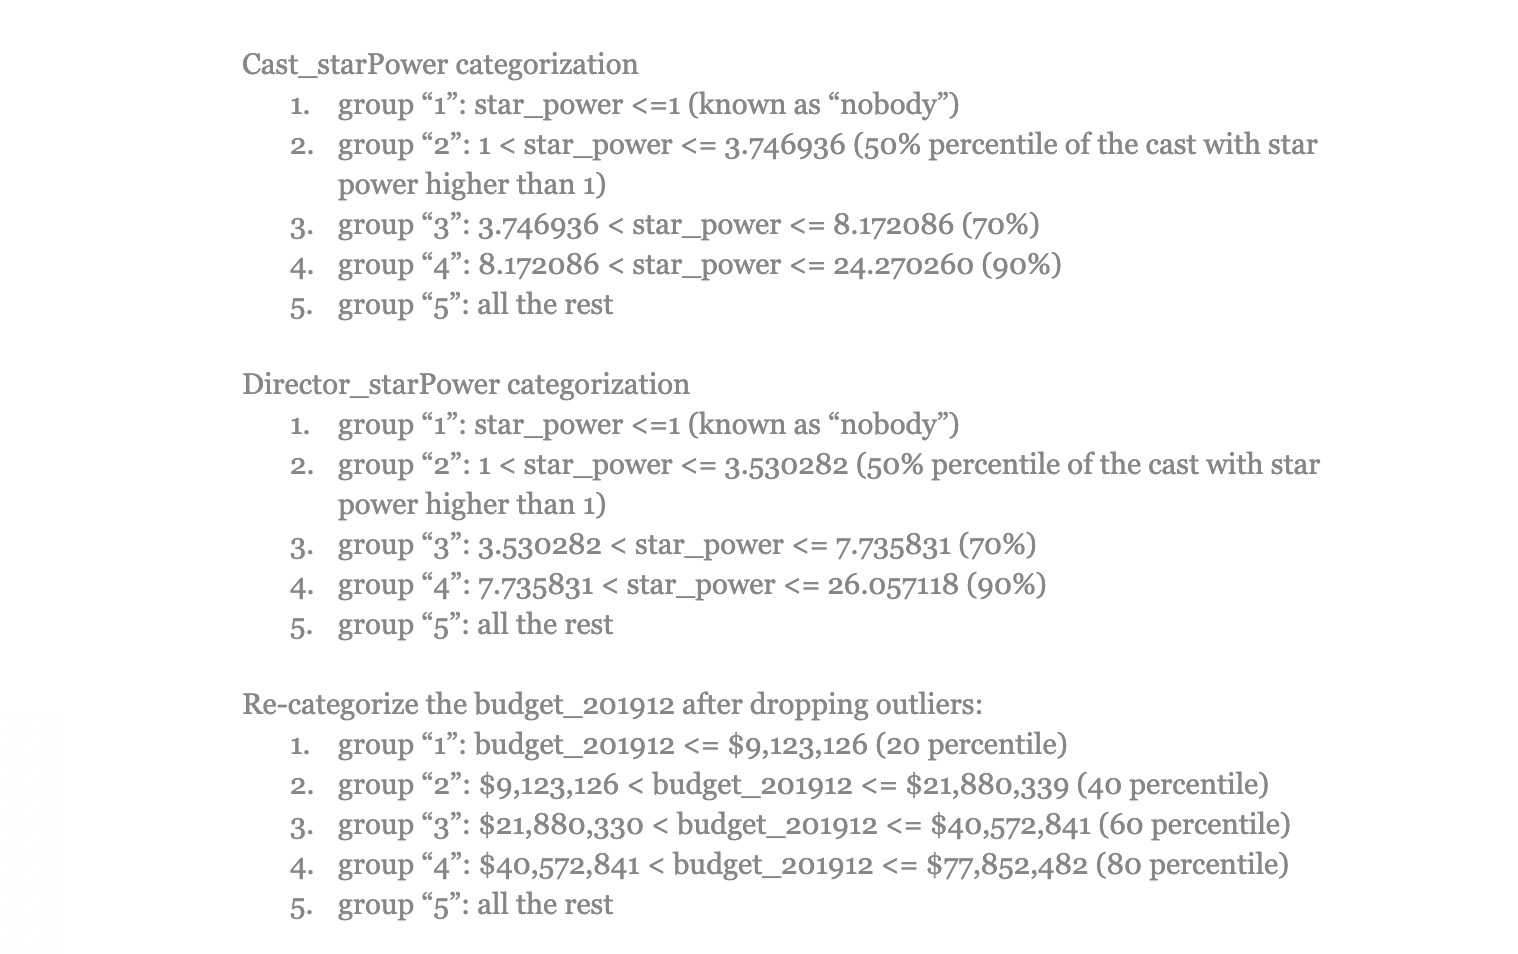 Cast_starPower categorization
1. group “1”: star_power <=1 (known as “nobody”)
2. group “2”: 1 < star_power <= 3.746936 (50% percentile of the cast with star
power higher than 1)
3. group “3”: 3.746936 < star_power <= 8.172086 (70%)
4. group “4”: 8.172086 < star_power <= 24.270260 (90%)
5. group “5”: all the rest
Director_starPower categorization
1. group “1”: star_power <=1 (known as “nobody”)
2. group “2”: 1 < star_power <= 3.530282 (50% percentile of the cast with star
power higher than 1)
3. group “3”: 3.530282 < star_power <= 7.735831 (70%)
4. group “4”: 7.735831 < star_power <= 26.057118 (90%)
5. group “5”: all the rest
Re-categorize the budget_201912 after dropping outliers:
1. group “1”: budget_201912 <= $9,123,126 (20 percentile)
2. group “2”: $9,123,126 < budget_201912 <= $21,880,339 (40 percentile)
3. group “3”: $21,880,330 < budget_201912 <= $40,572,841 (60 percentile)
4. group “4”: $40,572,841 < budget_201912 <= $77,852,482 (80 percentile)
5. group “5”: all the rest